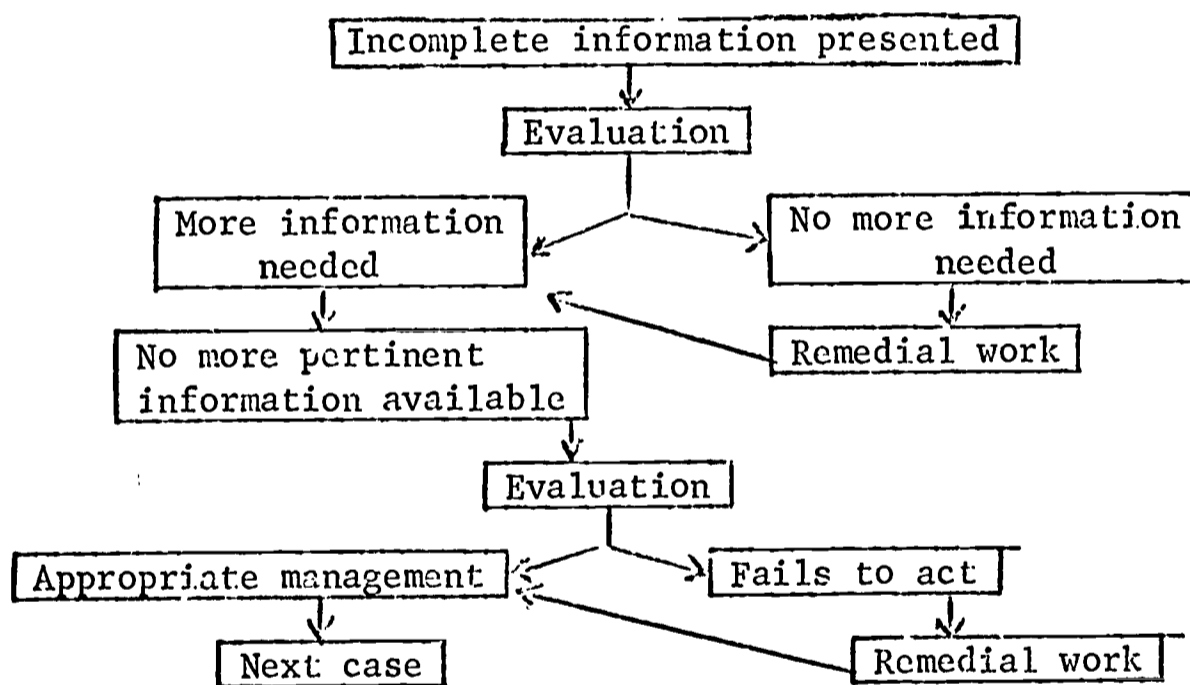 Incomplete information presented
Evaluation
More information
needed
No more information
needed
No more pertinent
information available
Remedial work
Evaluation
Appropriate management
Fails to act
Next case
Remedial work